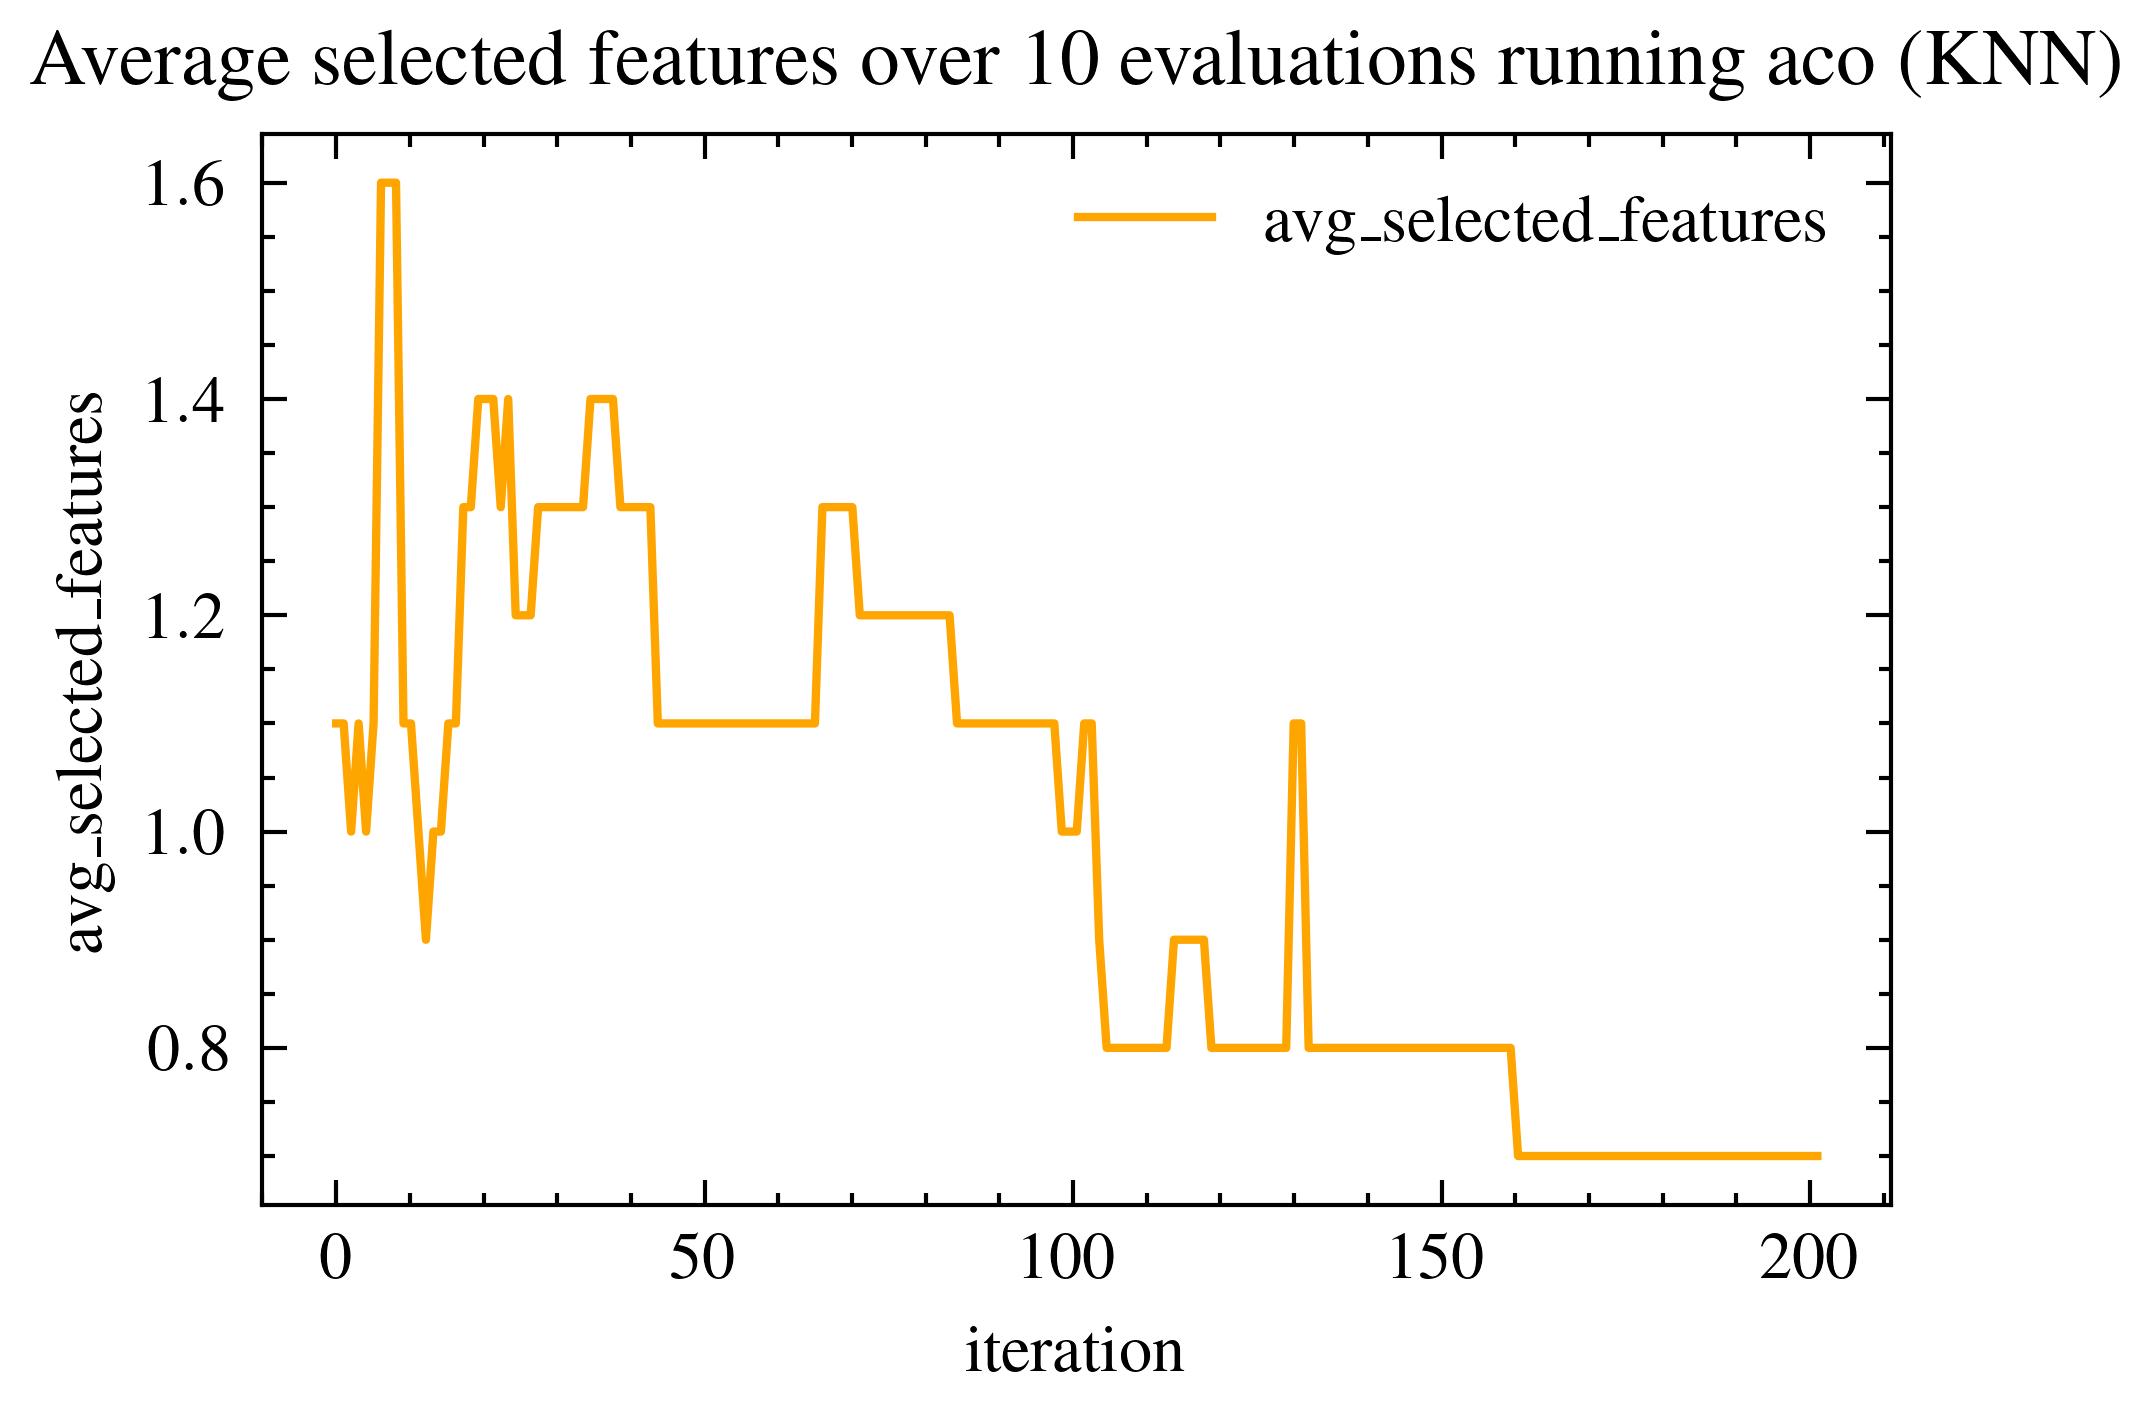 Average selected features over 10 evaluations running aco (KNN)
avg_selected_features
avg_selected_features
1.6
1.4
1.2
1.0
0.8
0 50 100 150 200
iteration